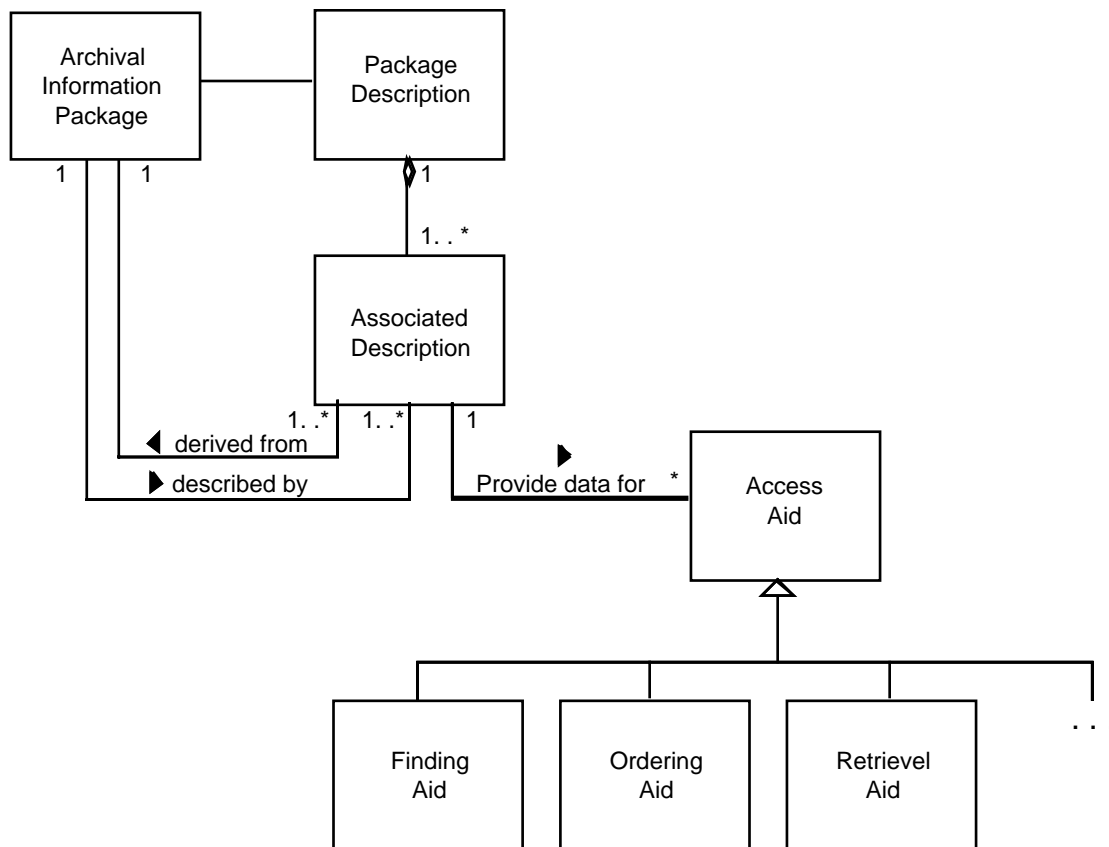 Archival
Information
Package
Package
Description
1
1
1
1. . *
Associated
Description
1. .*
1. .*
1
derived from
described by
Provide data for
*
Access
Aid
Finding
Aid
Ordering
Aid
Retrievel
Aid
. .